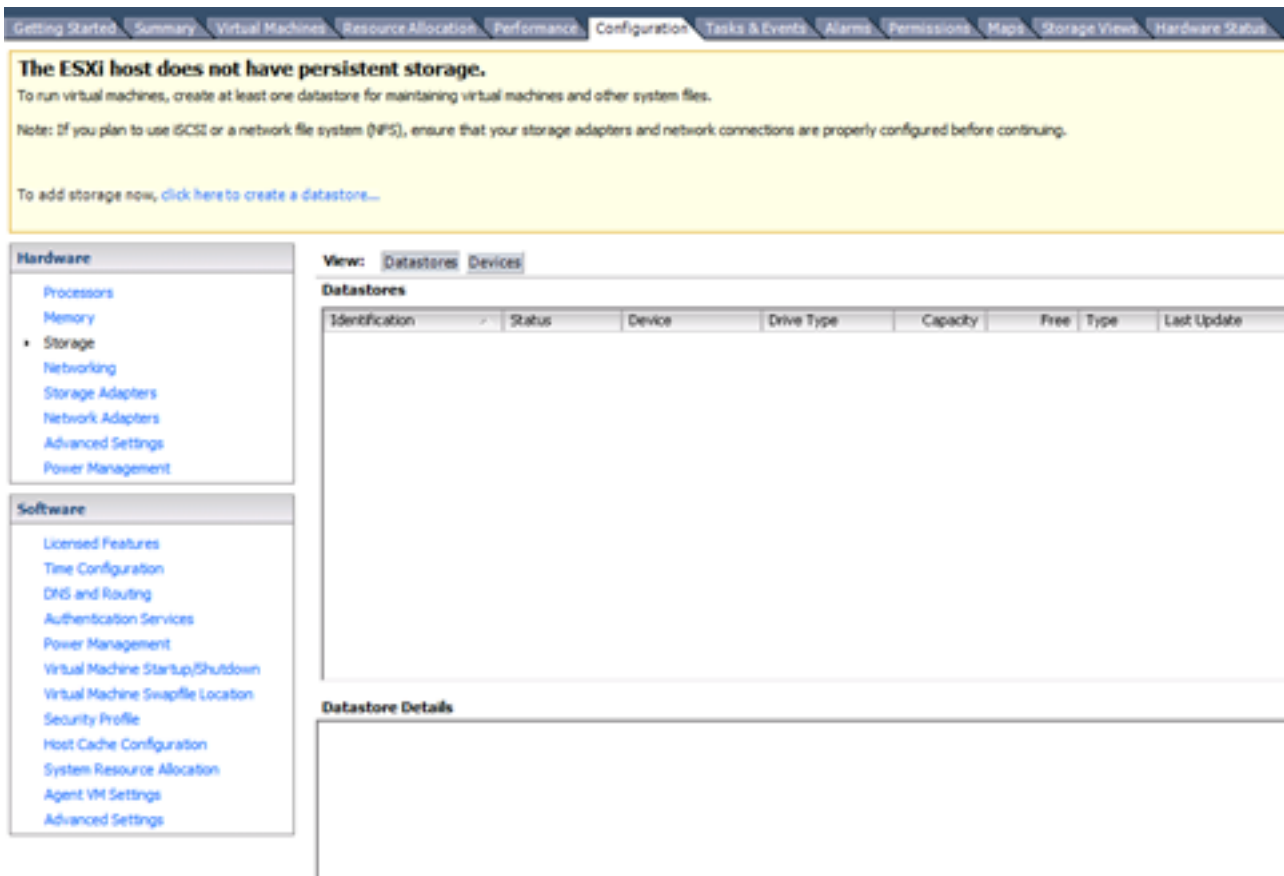 Getting Started Summary Virtual Machines Resource Allocation Performance Configuration Tasks & Events Alarms Permissions Maps Storage Views Hardware Status
The ESXi host does not have persistent storage.
To run virtual machines, create at least one datastore for maintaining virtual machines and other system files.
Note: If you plan to use iSCSI or a network file system (NFS), ensure that your storage adapters and network connections are properly configured before continuing.
To add storage now, click here to create a datastore...
Hardware
Processors
Memory
Storage
Networking
Storage Adapters
Network Adapters
Advanced Settings
Power Management
Software
Licensed Features
Time Configuration
DNS and Routing
Authentication Services
Power Management
Virtual Machine Startup/Shutdown
Virtual Machine Swapfile Location
Security Profile
Host Cache Configuration
System Resource Allocation
Agent VM Settings
Advanced Settings
View: Datastores Devices
Datastores
Identification Status Device Drive Type Capacity Free Type Last Update
Datastore Details